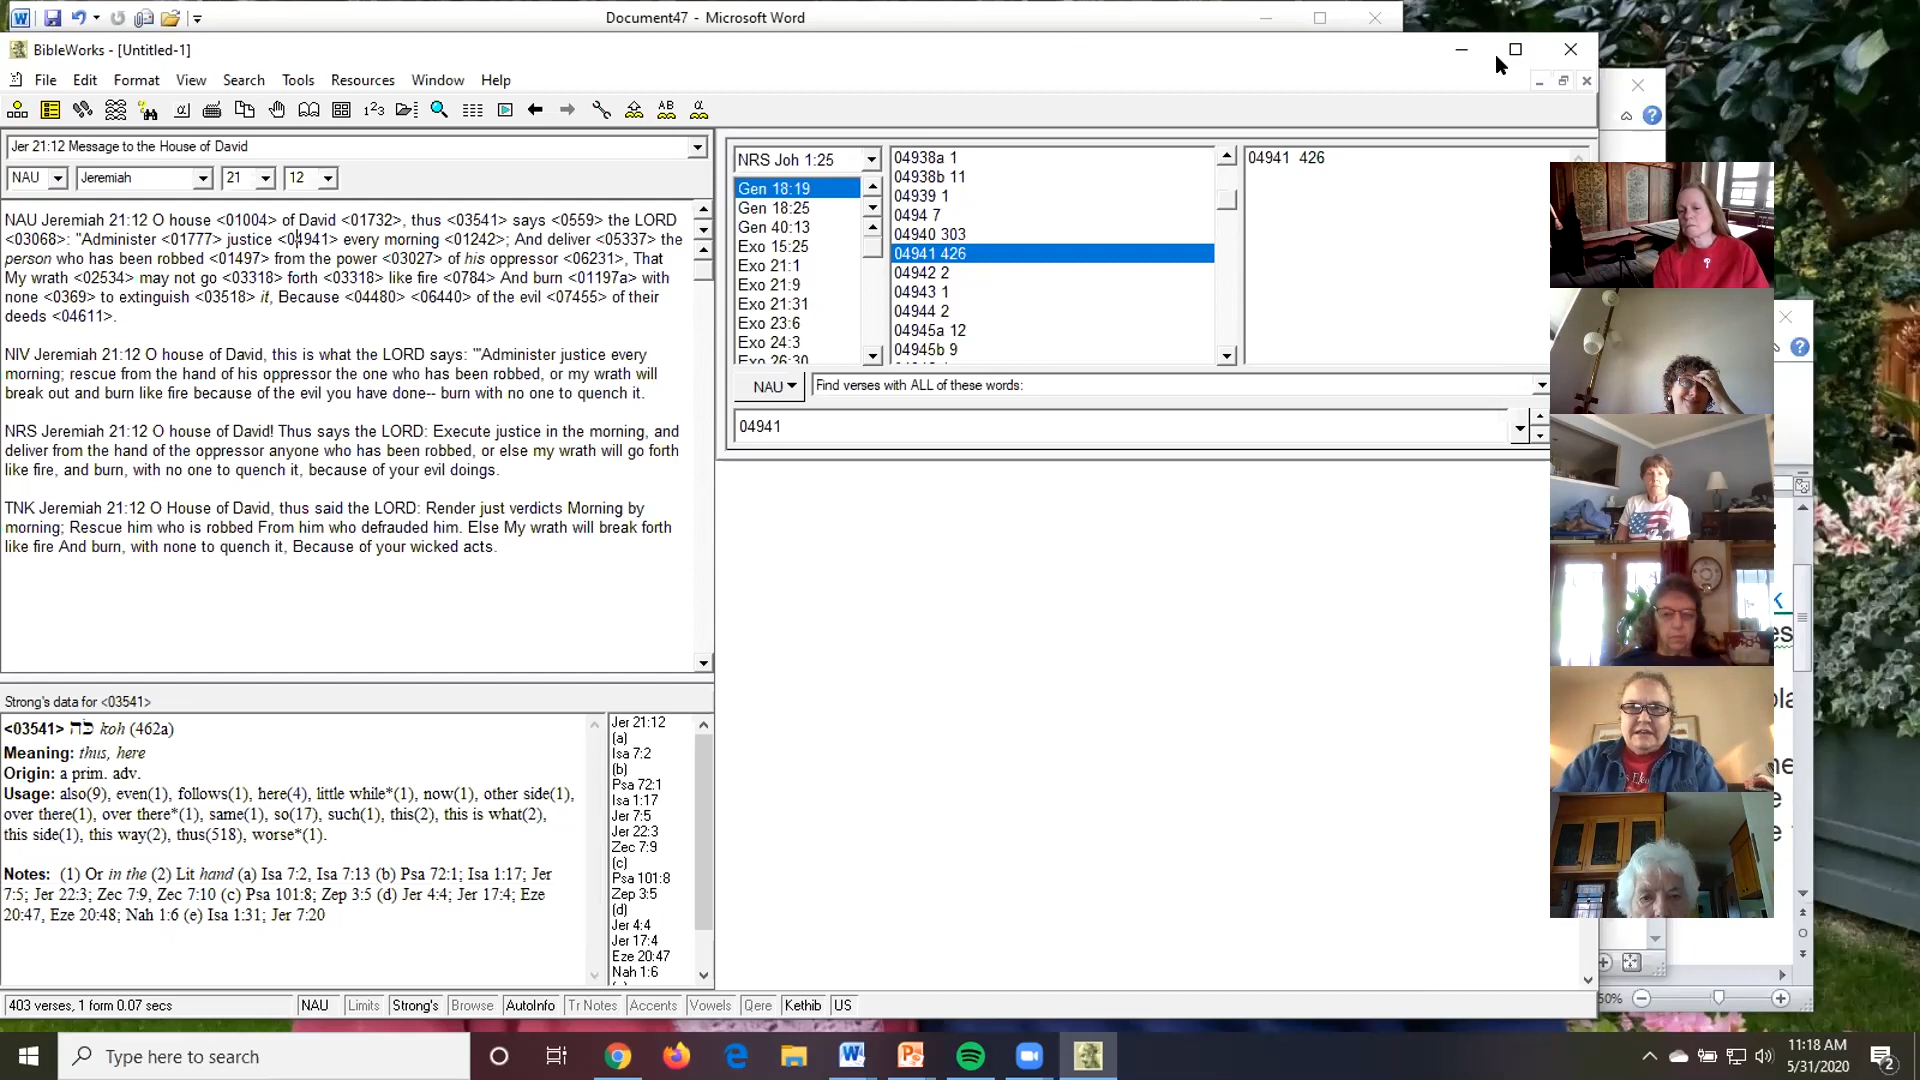 Document47 - Microsoft Word
BibleWorks - [Untitled-1]
File Edit Format View Search Tools Resources Window Help
Jer 21:12 Message to the House of David
NAU Jeremiah 21 12
NAU Jeremiah 21:12 O house <01004> of David <01732>, thus <03541> says <0559> the LORD
<03068>: "Administer <01777> justice <04941> every morning <01242>; And deliver <05337> the
person who has been robbed <01497> from the power <03027> of his oppressor <06231>, That
My wrath <02534> may not go <03318> forth <03318> like fire <0784> And burn <01197a> with
none <0369> to extinguish <03518> it, Because <04480> <06440> of the evil <07455> of their
deeds <04611>.
NIV Jeremiah 21:12 O house of David, this is what the LORD says: "'Administer justice every
morning; rescue from the hand of his oppressor the one who has been robbed, or my wrath will
break out and burn like fire because of the evil you have done-- burn with no one to quench it.
NRS Jeremiah 21:12 O house of David! Thus says the LORD: Execute justice in the morning, and
deliver from the hand of the oppressor anyone who has been robbed, or else my wrath will go forth
like fire, and burn, with no one to quench it, because of your evil doings.
TNK Jeremiah 21:12 O House of David, thus said the LORD: Render just verdicts Morning by
morning; Rescue him who is robbed From him who defrauded him. Else My wrath will break forth
like fire And burn, with none to quench it, Because of your wicked acts.
Strong's data for <03541>
<03541> כֹּה koh (462a)
Meaning: thus, here
Origin: a prim. adv.
Usage: also(9), even(1), follows(1), here(4), little while*(1), now(1), other side(1),
over there(1), over there*(1), same(1), so(17), such(1), this(2), this is what(2),
this side(1), this way(2), thus(518), worse*(1).
Notes: (1) Or in the (2) Lit hand (a) Isa 7:2, Isa 7:13 (b) Psa 72:1; Isa 1:17; Jer
7:5; Jer 22:3; Zec 7:9, Zec 7:10 (c) Psa 101:8; Zep 3:5 (d) Jer 4:4; Jer 17:4; Eze
20:47, Eze 20:48; Nah 1:6 (e) Isa 1:31; Jer 7:20
Jer 21:12
(a)
Isa 7:2
(b)
Psa 72:1
Isa 1:17
Jer 7:5
Jer 22:3
Zec 7:9
(c)
Psa 101:8
Zep 3:5
(d)
Jer 4:4
Jer 17:4
Eze 20:47
Nah 1:6
NRS Joh 1:25
Gen 18:19
Gen 18:25
Gen 40:13
Exo 15:25
Exo 21:1
Exo 21:9
Exo 21:31
Exo 23:6
Exo 24:3
Exo 26:30
04938a 1
04938b 11
04939 1
0494 7
04940 303
04941 426
04942 2
04943 1
04944 2
04945a 12
04945b 9
04941 426
NAU Find verses with ALL of these words:
04941
403 verses, 1 form 0.07 secs NAU Limits Strong's Browse AutoInfo Tr Notes Accents Vowels Qere Kethib US
50%
Type here to search
11:18 AM
5/31/2020
2